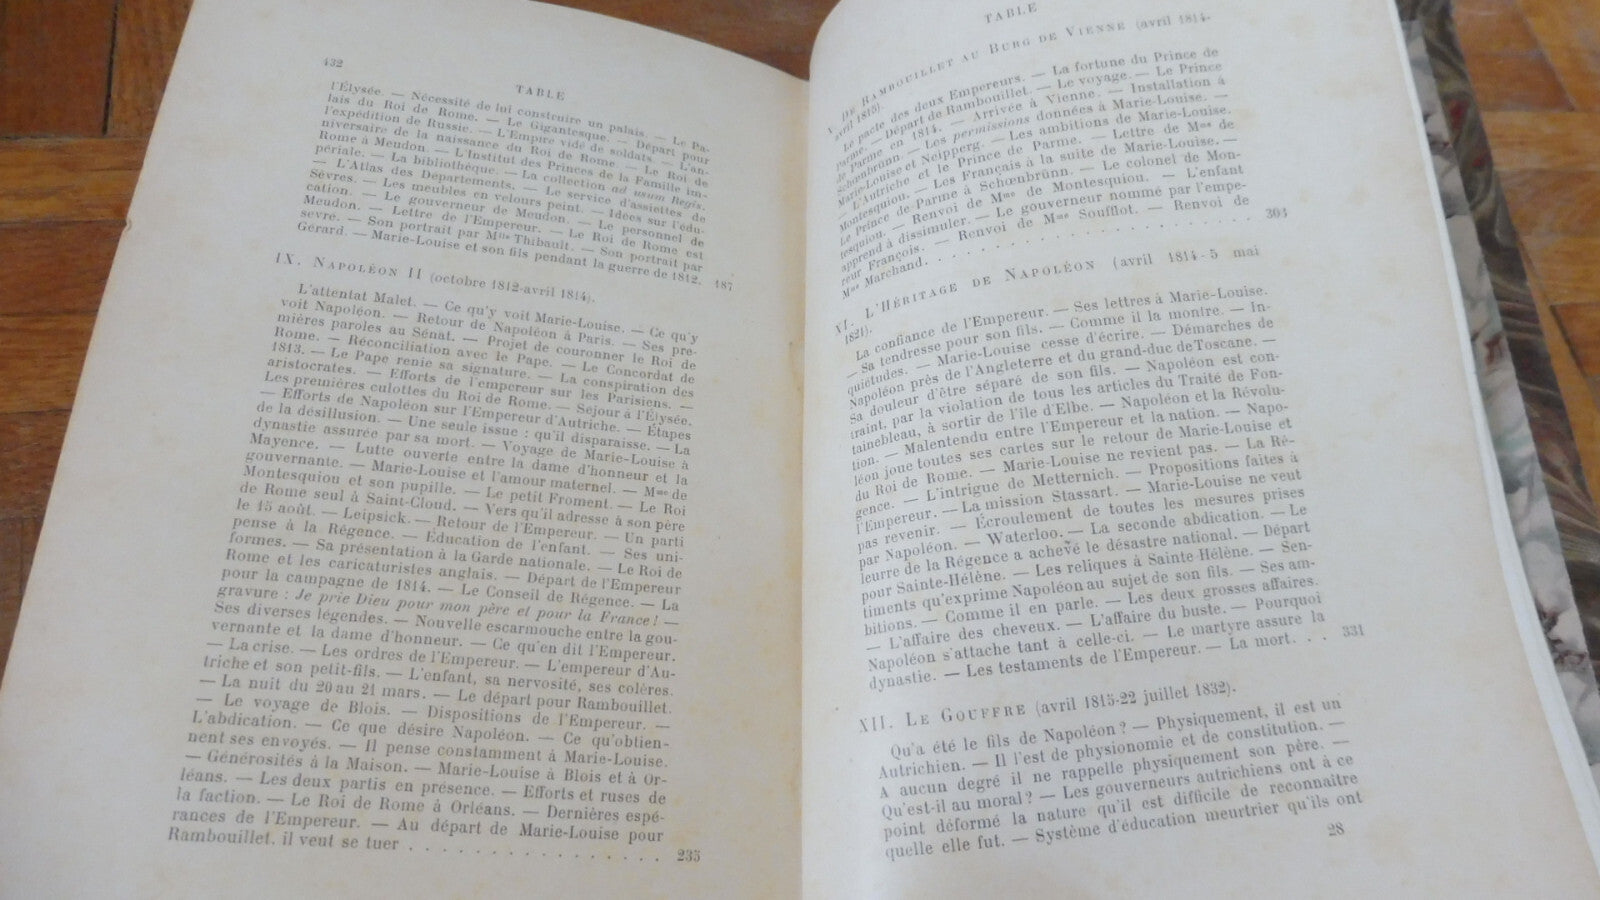 432
TABLE
l'Élysée. — Nécessité de lui construire un palais. — Le Pa-
lais du Roi de Rome. — Le Gigantesque. — Départ pour
l'expédition de Russie. — L'Empire vide de soldats. — L'an-
niversaire de la naissance du Roi de Rome. — Le Roi de
Rome à Meudon. — L'Institut des Princes de la Famille im-
périale. — La bibliothèque. — La collection ad usum Regis.
— L'Atlas des Départements. — Le service d'assiettes de
Sèvres. — Les meubles en velours peint. — Idées sur l'édu-
cation. — Le gouverneur de Meudon. — Le personnel de
Meudon. — Lettre de l'Empereur. — Le Roi de Rome est
sevré. — Son portrait par Mlle Thibault. — Son portrait par
Gérard. — Marie-Louise et son fils pendant la guerre de 1812. 187
IX. NAPOLÉON II (octobre 1812-avril 1814).
L'attentat Malet. — Ce qu'y voit Marie-Louise. — Ce qu'y
voit Napoléon. — Retour de Napoléon à Paris. — Ses pre-
mières paroles au Sénat. — Projet de couronner le Roi de
Rome. — Réconciliation avec le Pape. — Le Concordat de
1813. — Le Pape renie sa signature. — La conspiration des
aristocrates. — Efforts de l'empereur sur les Parisiens. —
Les premières culottes du Roi de Rome. — Séjour à l'Élysée.
— Efforts de Napoléon sur l'Empereur d'Autriche. — Étapes
de la désillusion. — Une seule issue : qu'il disparaisse. — La
dynastie assurée par sa mort. — Voyage de Marie-Louise à
Mayence. — Lutte ouverte entre la dame d'honneur et la
gouvernante. — Marie-Louise et l'amour maternel. — Mme de
Montesquiou et son pupille. — Le petit Froment. — Le Roi
de Rome seul à Saint-Cloud. — Vers qu'il adresse à son père
le 15 août. — Leipsick. — Retour de l'Empereur. — Un parti
pense à la Régence. — Éducation de l'enfant. — Ses uni-
formes. — Sa présentation à la Garde nationale. — Le Roi de
Rome et les caricaturistes anglais. — Départ de l'Empereur
pour la campagne de 1814. — Le Conseil de Régence. — La
gravure : Je prie Dieu pour mon père et pour la France ! —
Ses diverses légendes. — Nouvelle escarmouche entre la gou-
vernante et la dame d'honneur. — Ce qu'en dit l'Empereur.
— La crise. — Les ordres de l'Empereur. — L'empereur d'Au-
triche et son petit-fils. — L'enfant, sa nervosité, ses colères.
— La nuit du 20 au 21 mars. — Le départ pour Rambouillet.
— Le voyage de Blois. — Dispositions de l'Empereur. —
L'abdication. — Ce que désire Napoléon. — Ce qu'obtien-
nent ses envoyés. — Il pense constamment à Marie-Louise.
— Générosités à la Maison. — Marie-Louise à Blois et à Or-
léans. — Les deux partis en présence. — Efforts et ruses de
la faction. — Le Roi de Rome à Orléans. — Dernières espé-
rances de l'Empereur. — Au départ de Marie-Louise pour
Rambouillet, il veut se tuer . . . . . . . . . . . . . . . 235
TABLE
X. DE RAMBOUILLET AU BURG DE VIENNE (avril 1814-
avril 1815).
Le pacte des deux Empereurs. — La fortune du Prince de
Parme. — Départ de Rambouillet. — Le voyage. — Le Prince
de Parme en 1814. — Arrivée à Vienne. — Installation à
Schœnbrünn. — Les permissions données à Marie-Louise. —
Marie-Louise et Neipperg. — Les ambitions de Marie-Louise.
— L'Autriche et le Prince de Parme. — Lettre de Mme de
Montesquiou. — Les Français à la suite de Marie-Louise. —
Le Prince de Parme à Schœnbrünn. — Le colonel de Mon-
tesquiou. — Renvoi de Mme de Montesquiou. — L'enfant
apprend à dissimuler. — Le gouverneur nommé par l'empe-
reur François. — Renvoi de Mme Soufflot. — Renvoi de
Mme Marchand. . . . . . . . . . . . . . . . . . . . 301
XI. L'HÉRITAGE DE NAPOLÉON (avril 1814-5 mai
1821).
La confiance de l'Empereur. — Ses lettres à Marie-Louise.
— Sa tendresse pour son fils. — Comme il la montre. — In-
quiétudes. — Marie-Louise cesse d'écrire. — Démarches de
Napoléon près de l'Angleterre et du grand-duc de Toscane. —
Sa douleur d'être séparé de son fils. — Napoléon est con-
traint, par la violation de tous les articles du Traité de Fon-
tainebleau, à sortir de l'île d'Elbe. — Napoléon et la Révolu-
tion. — Malentendu entre l'Empereur et la nation. — Napo-
léon joue toutes ses cartes sur le retour de Marie-Louise et
du Roi de Rome. — Marie-Louise ne revient pas. — La Ré-
gence. — L'intrigue de Metternich. — Propositions faites à
l'Empereur. — La mission Stassart. — Marie-Louise ne veut
pas revenir. — Écroulement de toutes les mesures prises
par Napoléon. — Waterloo. — La seconde abdication. — Le
leurre de la Régence a achevé le désastre national. — Départ
pour Sainte-Hélène. — Les reliques à Sainte-Hélène. — Sen-
timents qu'exprime Napoléon au sujet de son fils. — Ses am-
bitions. — Comme il en parle. — Les deux grosses affaires.
— L'affaire des cheveux. — L'affaire du buste. — Pourquoi
Napoléon s'attache tant à celle-ci. — Le martyre assure la
dynastie. — Les testaments de l'Empereur. — La mort. . . 331
XII. LE GOUFFRE (avril 1815-22 juillet 1832).
Qu'a été le fils de Napoléon ? — Physiquement, il est un
Autrichien. — Il l'est de physionomie et de constitution. —
A aucun degré il ne rappelle physiquement son père. —
Qu'est-il au moral ? — Les gouverneurs autrichiens ont à ce
point déformé la nature qu'il est difficile de reconnaître
quelle elle fut. — Système d'éducation meurtrier qu'ils ont
28